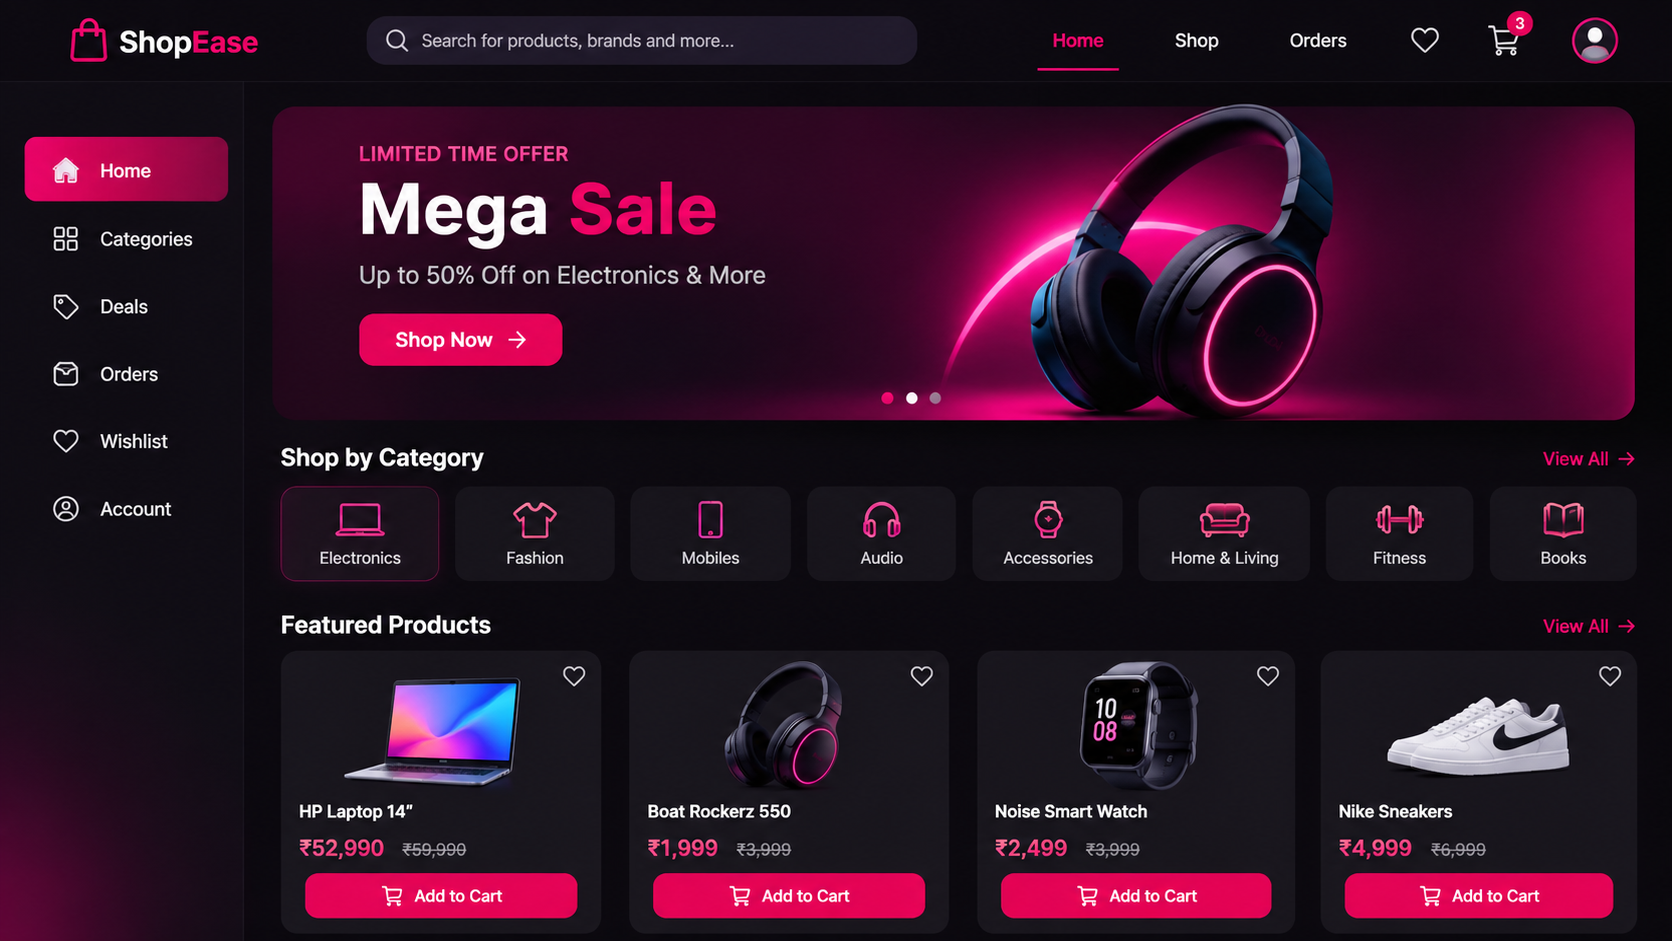 ShopEase
Search for products, brands and more...
Home
Shop
Orders
3
Home
Categories
Deals
Orders
Wishlist
Account
LIMITED TIME OFFER
Mega Sale
Up to 50% Off on Electronics & More
Shop Now
Shop by Category
View All
Electronics
Fashion
Mobiles
Audio
Accessories
Home & Living
Fitness
Books
Featured Products
View All
10
08
HP Laptop 14”
₹52,990 ₹59,990
Add to Cart
Boat Rockerz 550
₹1,999 ₹3,999
Add to Cart
Noise Smart Watch
₹2,499 ₹3,999
Add to Cart
Nike Sneakers
₹4,999 ₹6,999
Add to Cart